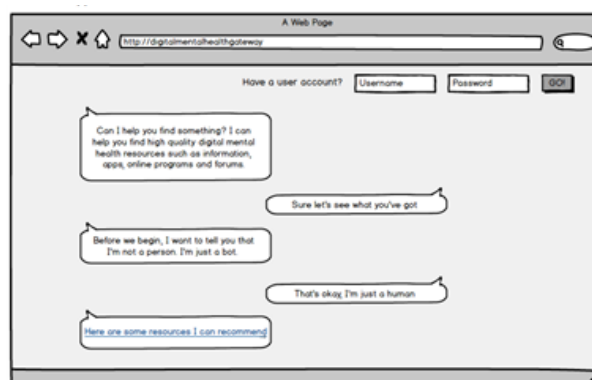 A Web Page
http://digitalmentalhealthgateway
Have a user account? Username Password GO!
Can I help you find something? I can
help you find high quality digital mental
health resources such as information,
apps, online programs and forums.
Sure let's see what you've got
Before we begin, I want to tell you that
I'm not a person. I'm just a bot.
That's okay, I'm just a human
Here are some resources I can recommend